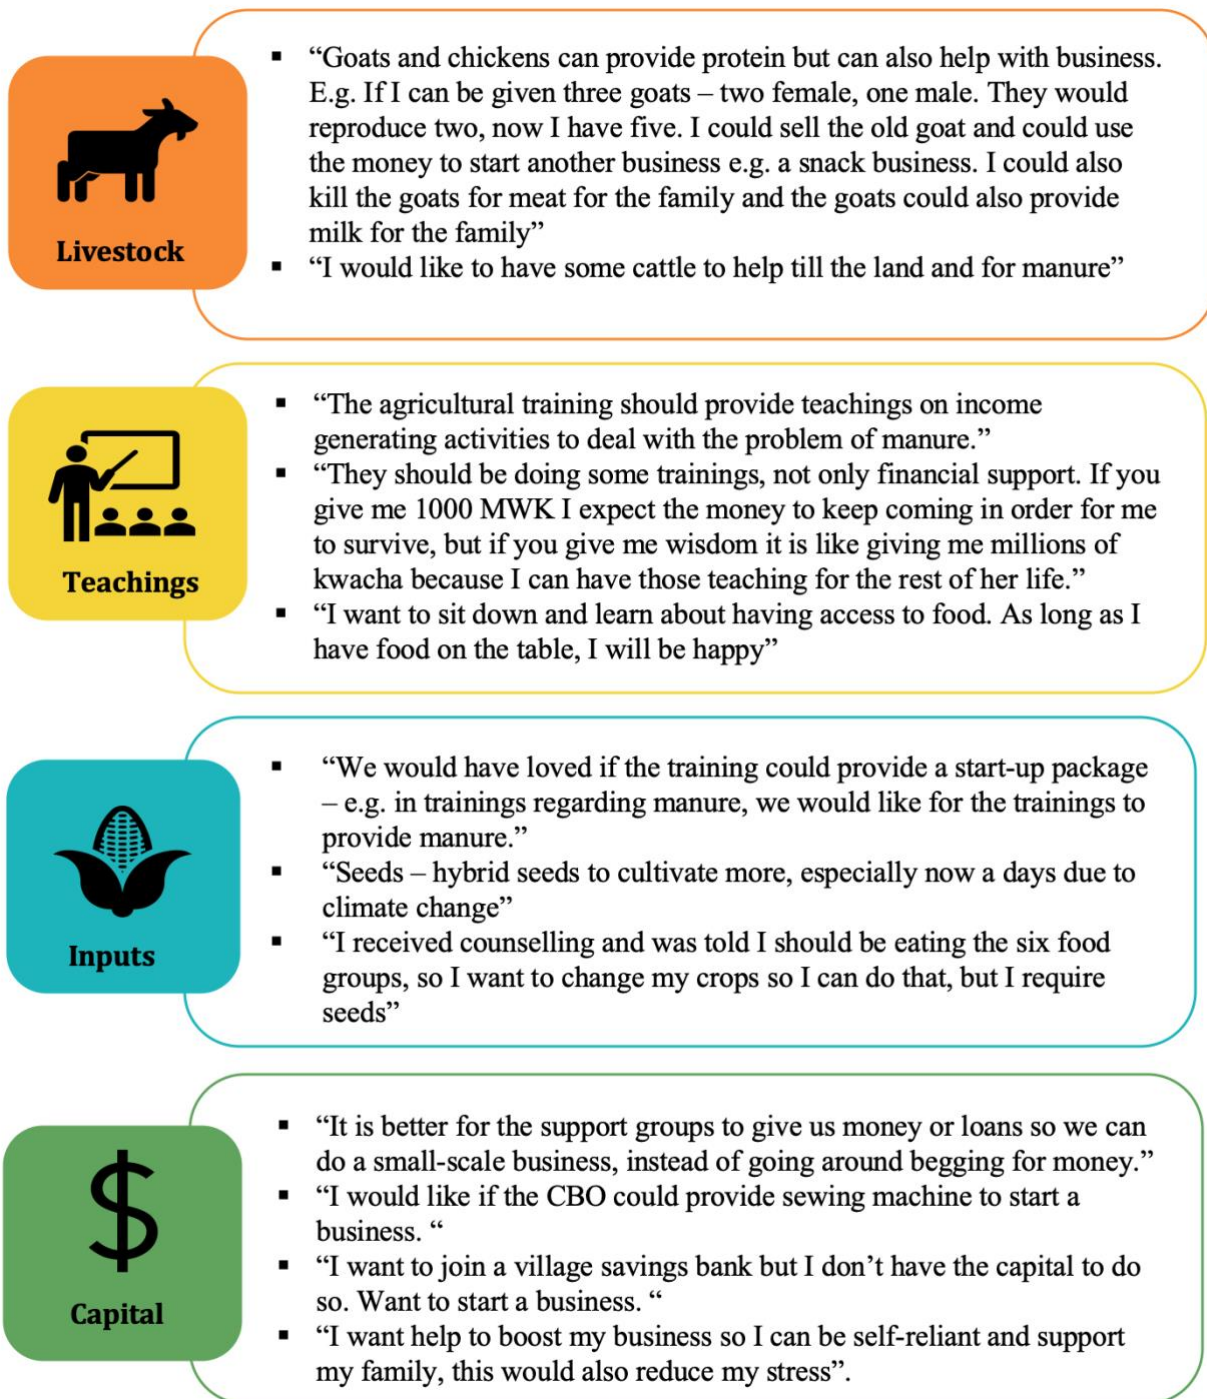 ▪ “Goats and chickens can provide protein but can also help with business.
E.g. If I can be given three goats – two female, one male. They would
reproduce two, now I have five. I could sell the old goat and could use
the money to start another business e.g. a snack business. I could also
kill the goats for meat for the family and the goats could also provide
milk for the family”
▪ “I would like to have some cattle to help till the land and for manure”
Livestock
▪ “The agricultural training should provide teachings on income
generating activities to deal with the problem of manure.”
▪ “They should be doing some trainings, not only financial support. If you
give me 1000 MWK I expect the money to keep coming in order for me
to survive, but if you give me wisdom it is like giving me millions of
kwacha because I can have those teaching for the rest of her life.”
▪ “I want to sit down and learn about having access to food. As long as I
have food on the table, I will be happy”
Teachings
▪ “We would have loved if the training could provide a start-up package
– e.g. in trainings regarding manure, we would like for the trainings to
provide manure.”
▪ “Seeds – hybrid seeds to cultivate more, especially now a days due to
climate change”
▪ “I received counselling and was told I should be eating the six food
groups, so I want to change my crops so I can do that, but I require
seeds”
Inputs
▪ “It is better for the support groups to give us money or loans so we can
do a small-scale business, instead of going around begging for money.”
▪ “I would like if the CBO could provide sewing machine to start a
business. “
▪ “I want to join a village savings bank but I don’t have the capital to do
so. Want to start a business. “
▪ “I want help to boost my business so I can be self-reliant and support
my family, this would also reduce my stress”.
$
Capital